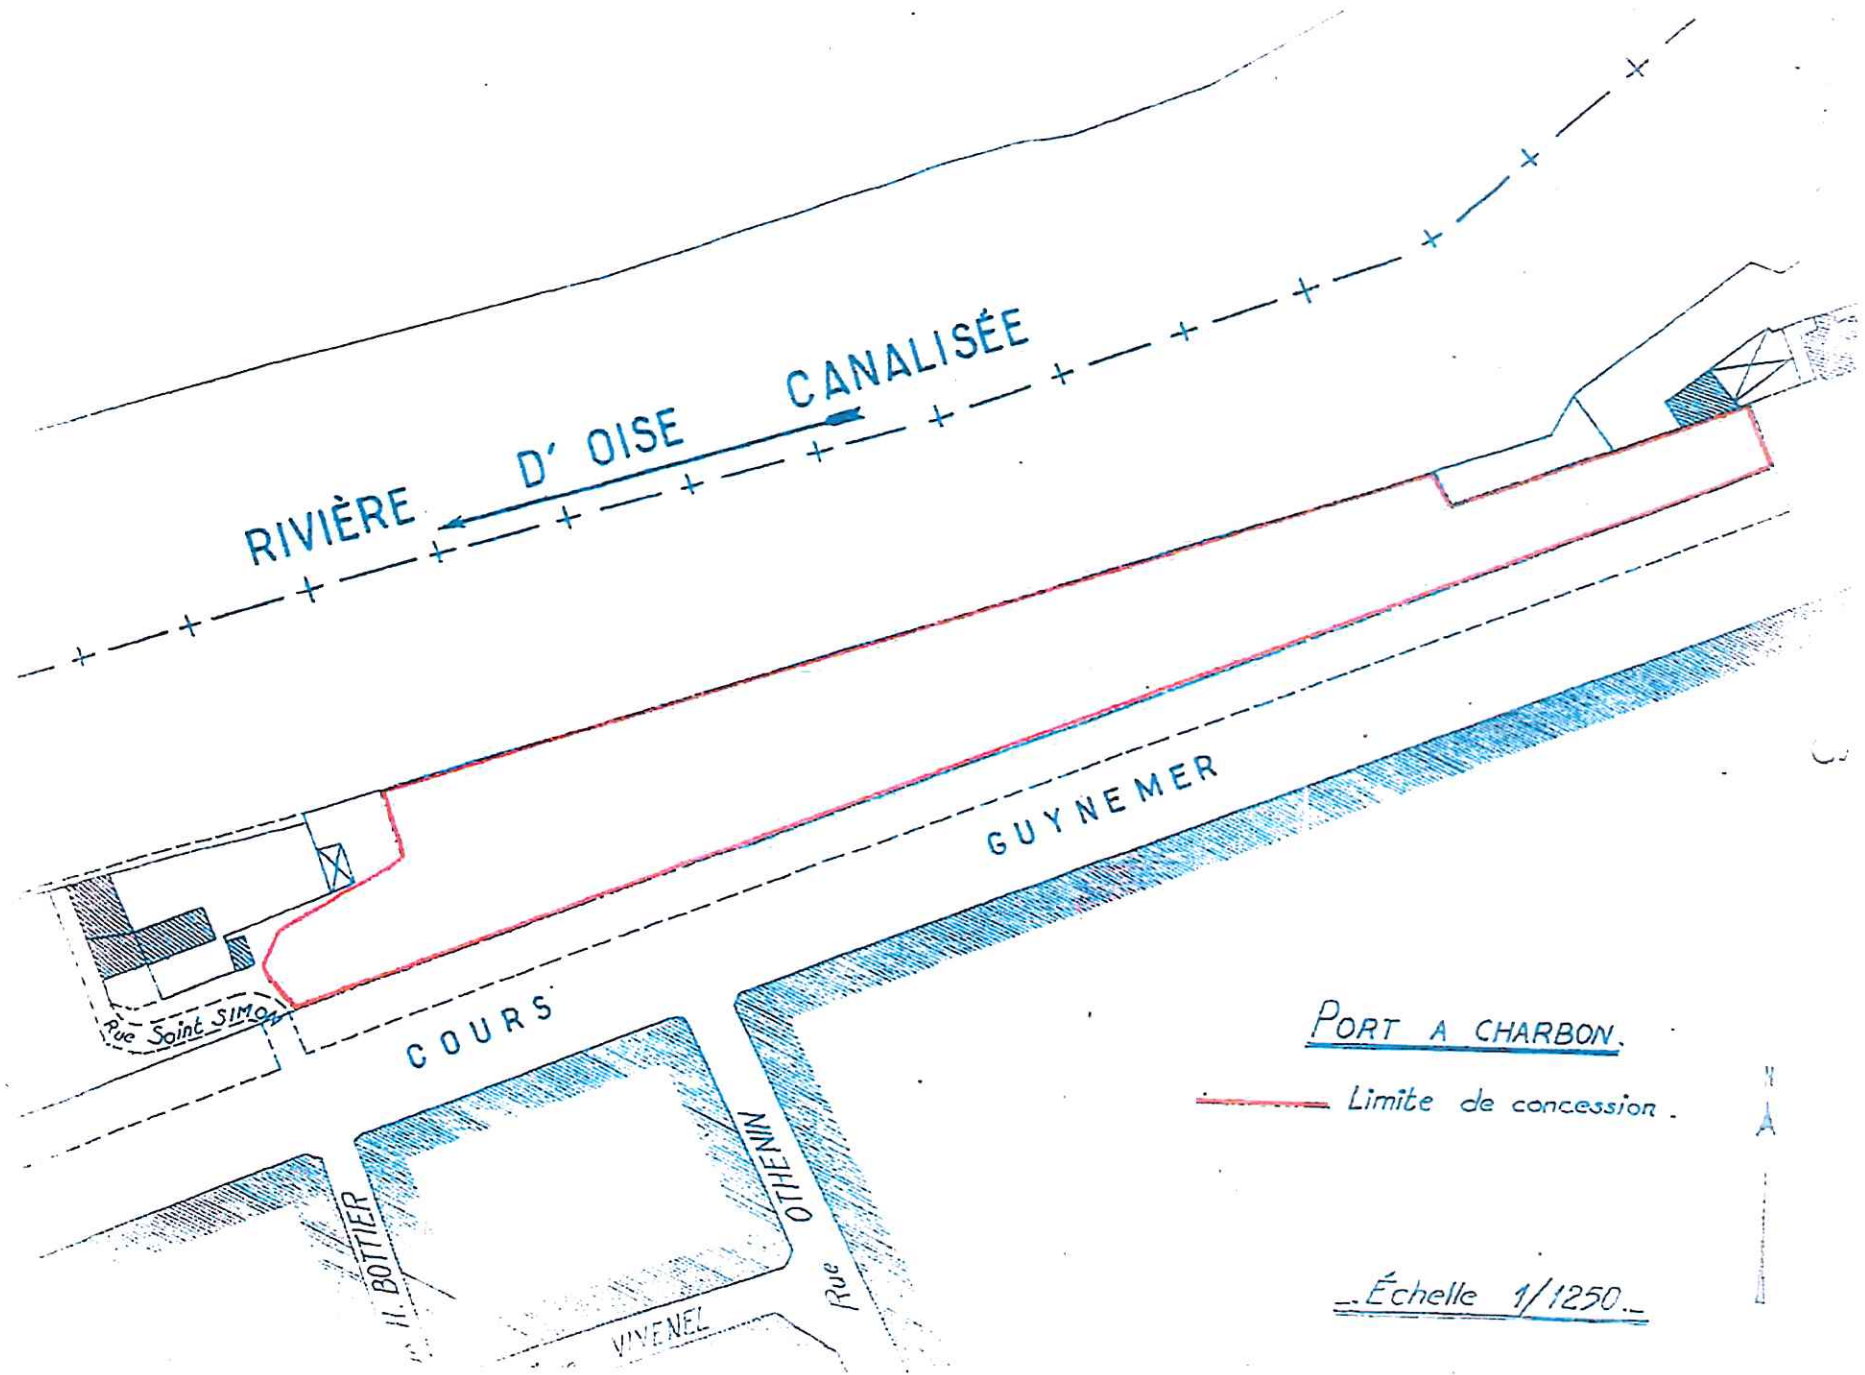 RIVIÈRE D' OISE CANALISÉE
COURS GUYNEMER
Rue Saint SIMON
H. BOTTIER
Rue OTHENIN
VIVENEL
PORT A CHARBON.
Limite de concession.
N
Échelle 1/1250